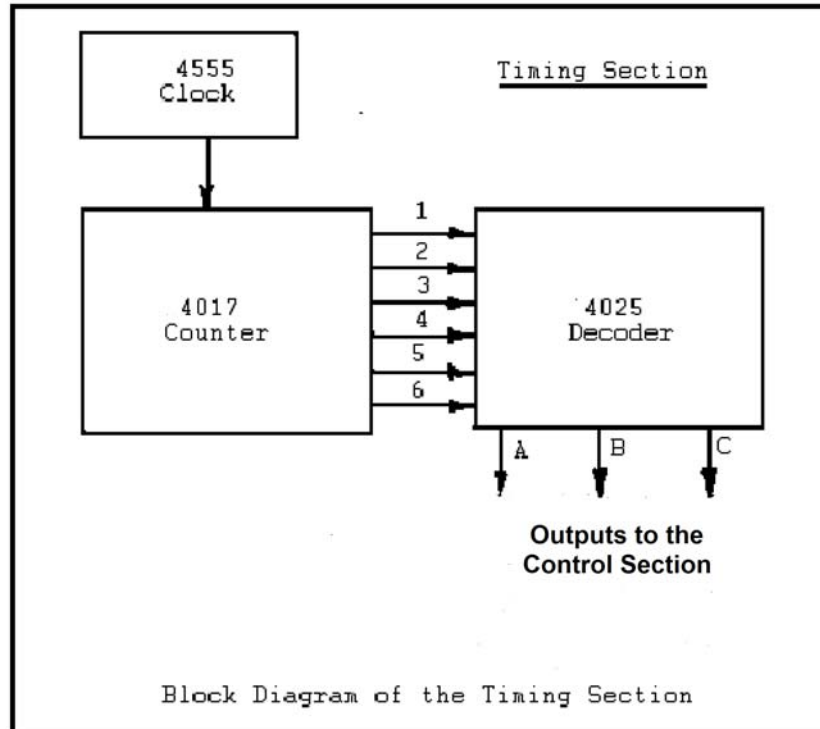 4555
Clock
Timing Section
1
2
3
4
5
6
4017
Counter
4025
Decoder
A
B
C
Outputs to the
Control Section
Block Diagram of the Timing Section